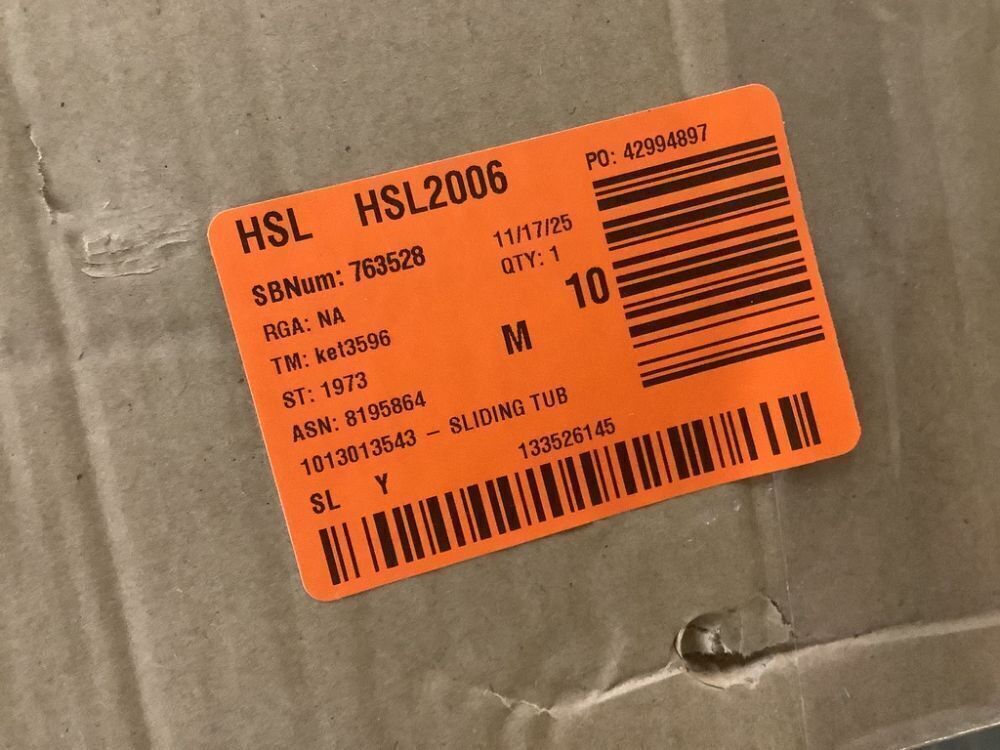 HSL HSL2006
PO: 42994897
SBNum: 763528
11/17/25
RGA: NA
QTY: 1
10
TM: ket3596
M
ST: 1973
ASN: 8195864
1013013543 – SLIDING TUB
SL Y
133526145